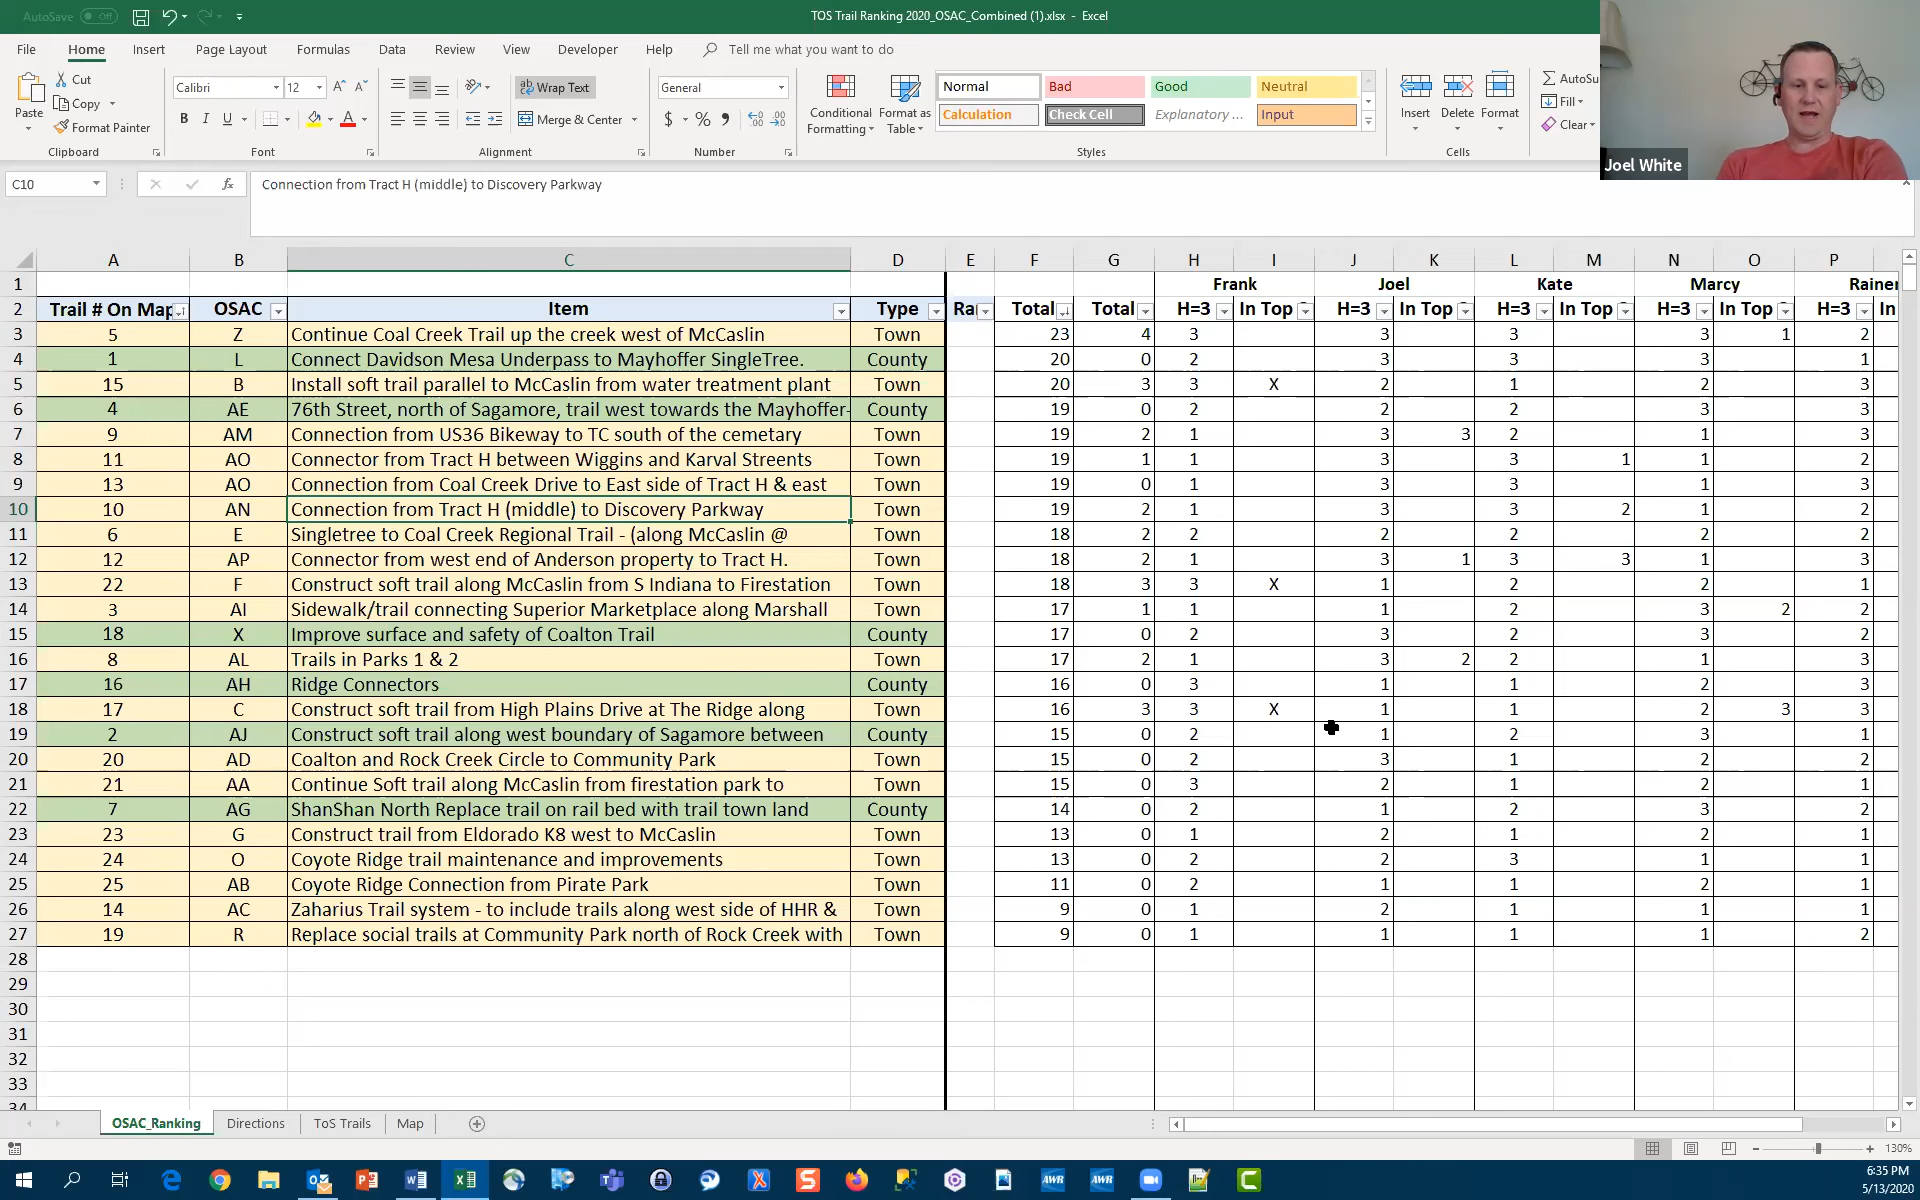 AutoSave Off TOS Trail Ranking 2020_OSAC_Combined (1).xlsx - Excel
File Home Insert Page Layout Formulas Data Review View Developer Help Tell me what you want to do
Cut
Copy
Format Painter
Paste
Clipboard
Calibri 12
B I U
Font
Wrap Text
Merge & Center
Alignment
General
$ % ,
Number
Conditional Formatting
Format as Table
Normal Bad Good Neutral
Calculation Check Cell Explanatory ... Input
Styles
Insert Delete Format
Cells
AutoSu
Fill
Clear
Joel White
C10 fx Connection from Tract H (middle) to Discovery Parkway
A B C D E F G H I J K L M N O P
1 Frank Joel Kate Marcy Rainer
2 Trail # On Map OSAC Item Type Ra Total Total H=3 In Top H=3 In Top H=3 In Top H=3 In Top H=3 In
3 5 Z Continue Coal Creek Trail up the creek west of McCaslin Town 23 4 3 3 3 3 1 2
4 1 L Connect Davidson Mesa Underpass to Mayhoffer SingleTree. County 20 0 2 3 3 3 1
5 15 B Install soft trail parallel to McCaslin from water treatment plant Town 20 3 3 X 2 1 2 3
6 4 AE 76th Street, north of Sagamore, trail west towards the Mayhoffer- County 19 0 2 2 2 3 3
7 9 AM Connection from US36 Bikeway to TC south of the cemetary Town 19 2 1 3 3 2 1 3
8 11 AO Connector from Tract H between Wiggins and Karval Streents Town 19 1 1 3 3 1 1 2
9 13 AO Connection from Coal Creek Drive to East side of Tract H & east Town 19 0 1 3 3 1 3
10 10 AN Connection from Tract H (middle) to Discovery Parkway Town 19 2 1 3 3 2 1 2
11 6 E Singletree to Coal Creek Regional Trail - (along McCaslin @ Town 18 2 2 2 2 2 2
12 12 AP Connector from west end of Anderson property to Tract H. Town 18 2 1 3 1 3 3 1 3
13 22 F Construct soft trail along McCaslin from S Indiana to Firestation Town 18 3 3 X 1 2 2 1
14 3 AI Sidewalk/trail connecting Superior Marketplace along Marshall Town 17 1 1 1 2 3 2 2
15 18 X Improve surface and safety of Coalton Trail County 17 0 2 3 2 3 2
16 8 AL Trails in Parks 1 & 2 Town 17 2 1 3 2 2 1 3
17 16 AH Ridge Connectors County 16 0 3 1 1 2 3
18 17 C Construct soft trail from High Plains Drive at The Ridge along Town 16 3 3 X 1 1 2 3 3
19 2 AJ Construct soft trail along west boundary of Sagamore between County 15 0 2 1 2 3 1
20 20 AD Coalton and Rock Creek Circle to Community Park Town 15 0 2 3 1 2 2
21 21 AA Continue Soft trail along McCaslin from firestation park to Town 15 0 3 2 1 2 1
22 7 AG ShanShan North Replace trail on rail bed with trail town land County 14 0 2 1 2 3 2
23 23 G Construct trail from Eldorado K8 west to McCaslin Town 13 0 1 2 1 2 1
24 24 O Coyote Ridge trail maintenance and improvements Town 13 0 2 2 3 1 1
25 25 AB Coyote Ridge Connection from Pirate Park Town 11 0 2 1 1 2 1
26 14 AC Zaharius Trail system - to include trails along west side of HHR & Town 9 0 1 2 1 1 1
27 19 R Replace social trails at Community Park north of Rock Creek with Town 9 0 1 1 1 1 2
28
29
30
31
32
33
34
OSAC_Ranking Directions ToS Trails Map
130%
6:35 PM
5/13/2020